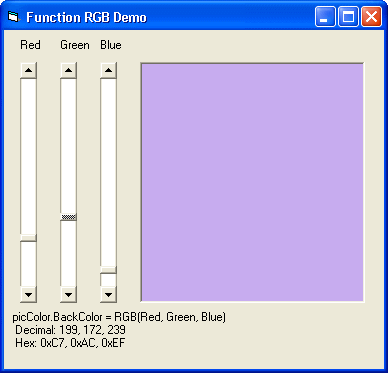 Function RGB Demo
Red Green Blue
picColor.BackColor = RGB(Red, Green, Blue)
Decimal: 199, 172, 239
Hex: 0xC7, 0xAC, 0xEF